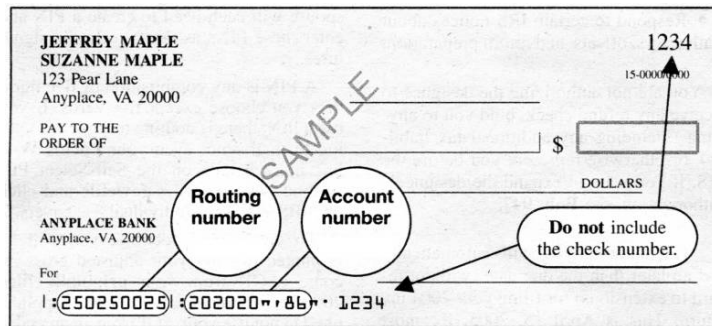 JEFFREY MAPLE
SUZANNE MAPLE
123 Pear Lane
Anyplace, VA 20000
1234
15-00000/0000
PAY TO THE
ORDER OF
$
SAMPLE
DOLLARS
Routing
number
Account
number
ANYPLACE BANK
Anyplace, VA 20000
Do not include
the check number.
For
|:250250025|:202020"'86"' 1234